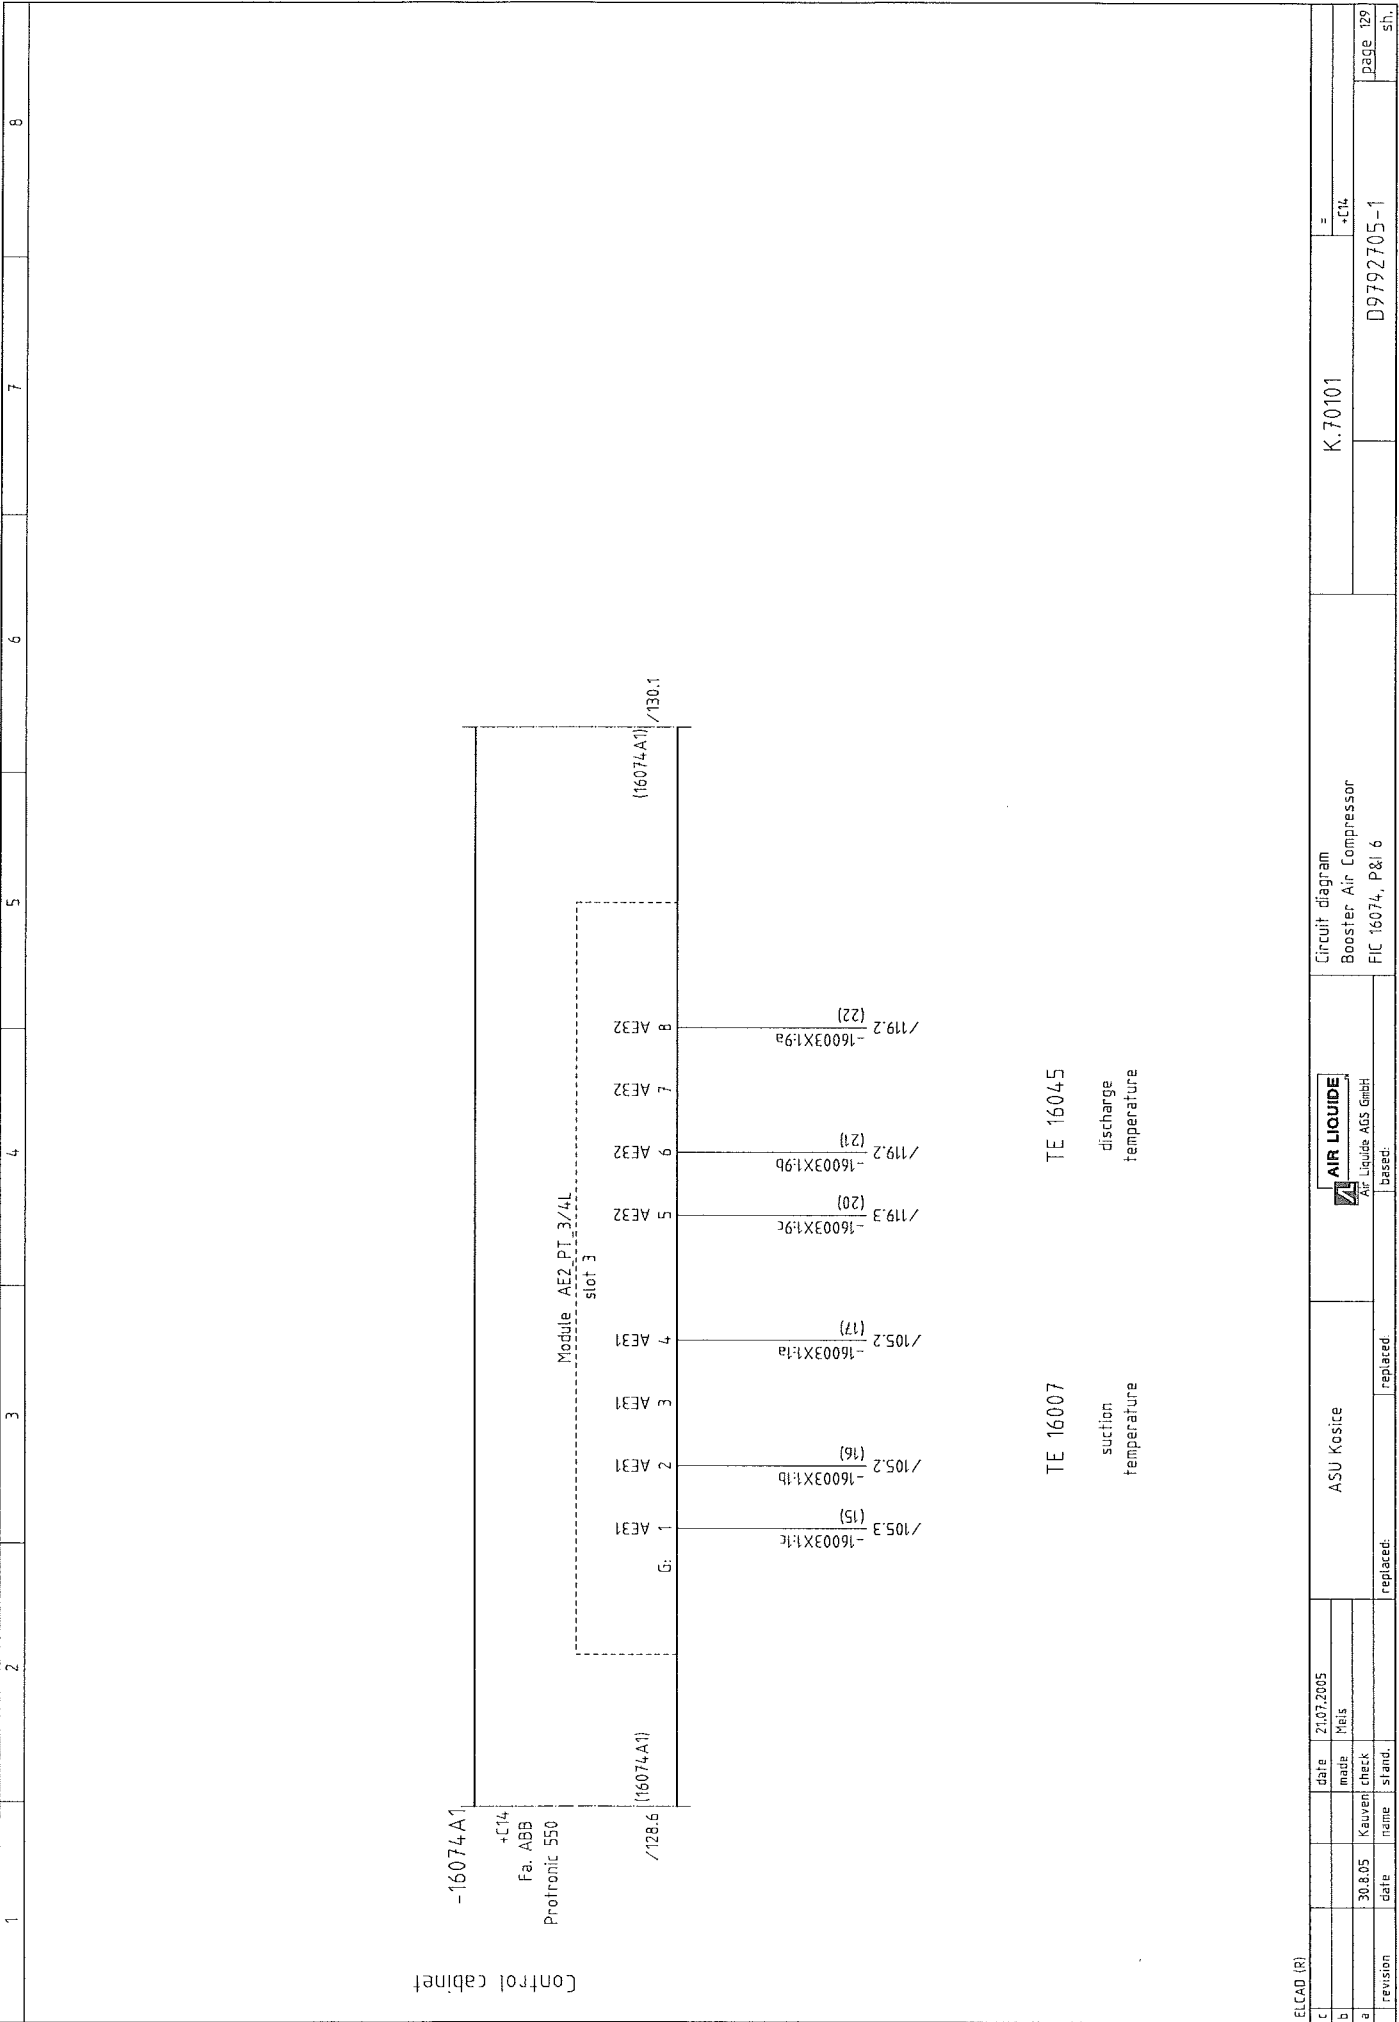 1 2 3 4 5 6 7 8
Control cabinet
-16074A1
+C14
Fa. ABB
Protronic 550
/128.6
(16074A1)
(16074A1)
/130.1
Module AE2_PT_3/4L
slot 3
AE31 AE31 AE31 AE31 AE32 AE32 AE32 AE32
G: 1 2 3 4 5 6 7 8
-16003X1:1c
(15)
/105.3
-16003X1:1b
(16)
/105.2
-16003X1:1a
(17)
/105.2
-16003X1:9c
(20)
/119.3
-16003X1:9b
(21)
/119.2
-16003X1:9a
(22)
/119.2
TE 16007
suction
temperature
TE 16045
discharge
temperature
ELCAD (R)
c
b
a 30.8.05 Kauven
revision date name
date 21.07.2005
made Meis
check
stand.
ASU Kosice
replaced:
replaced:
AIR LIQUIDE
Air Liquide AGS GmbH
based:
Circuit diagram
Booster Air Compressor
FIC 16074, P&I 6
K.70101
=
+C14
D9792705-1
page 129
sh.